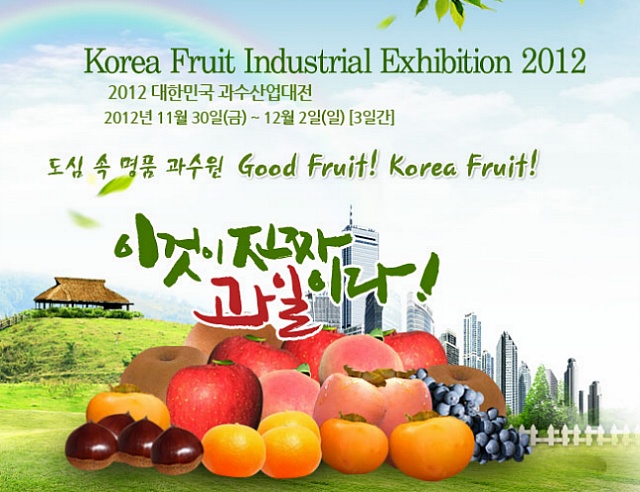 Korea Fruit Industrial Exhibition 2012
2012 대한민국 과수산업대전
2012년 11월 30일(금) ~ 12월 2일(일) [3일간]
도심 속 명품 과수원 Good Fruit! Korea Fruit!
이것이 진짜
과일이다!